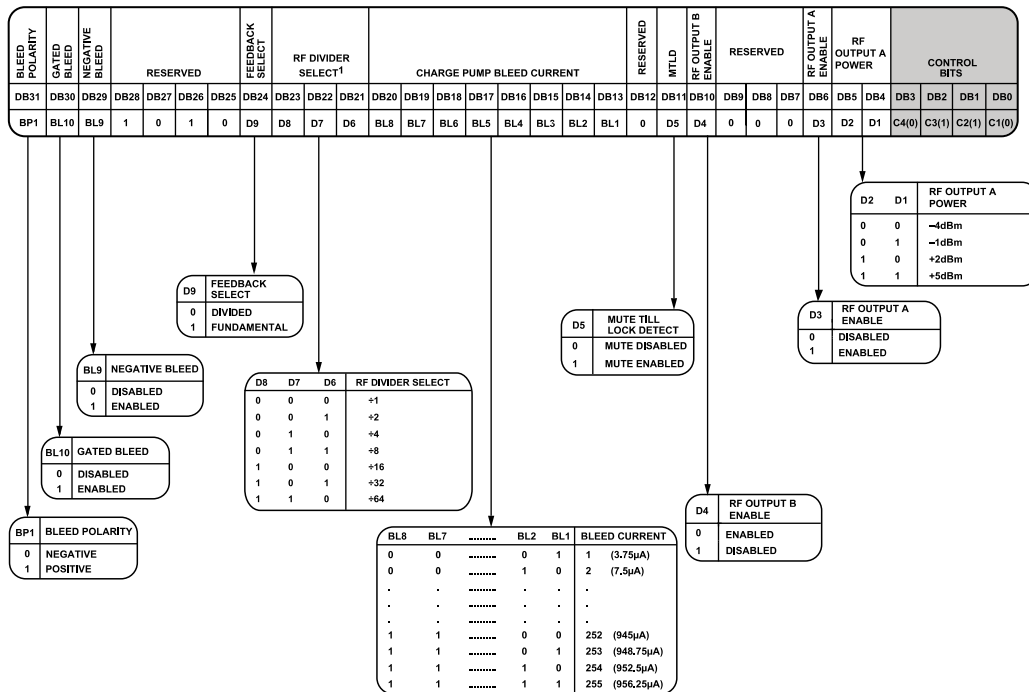 BLEED POLARITY
GATED BLEED
NEGATIVE BLEED
RESERVED
FEEDBACK SELECT
RF DIVIDER SELECT1
CHARGE PUMP BLEED CURRENT
RESERVED
MTLD
RF OUTPUT B ENABLE
RESERVED
RF OUTPUT A ENABLE
RF OUTPUT A POWER
CONTROL BITS
DB31 DB30 DB29 DB28 DB27 DB26 DB25 DB24 DB23 DB22 DB21 DB20 DB19 DB18 DB17 DB16 DB15 DB14 DB13 DB12 DB11 DB10 DB9 DB8 DB7 DB6 DB5 DB4 DB3 DB2 DB1 DB0
BP1 BL10 BL9 1 0 1 0 D9 D8 D7 D6 BL8 BL7 BL6 BL5 BL4 BL3 BL2 BL1 0 D5 D4 0 0 0 D3 D2 D1 C4(0) C3(1) C2(1) C1(0)
D2 D1 RF OUTPUT A
POWER
0 0 –4dBm
0 1 –1dBm
1 0 +2dBm
1 1 +5dBm
D9 FEEDBACK
SELECT
0 DIVIDED
1 FUNDAMENTAL
D3 RF OUTPUT A
ENABLE
0 DISABLED
1 ENABLED
D5 MUTE TILL
LOCK DETECT
0 MUTE DISABLED
1 MUTE ENABLED
BL9 NEGATIVE BLEED
0 DISABLED
1 ENABLED
D8 D7 D6 RF DIVIDER SELECT
0 0 0 ÷1
0 0 1 ÷2
0 1 0 ÷4
0 1 1 ÷8
1 0 0 ÷16
1 0 1 ÷32
1 1 0 ÷64
BL10 GATED BLEED
0 DISABLED
1 ENABLED
D4 RF OUTPUT B
ENABLE
0 ENABLED
1 DISABLED
BP1 BLEED POLARITY
0 NEGATIVE
1 POSITIVE
BL8 BL7 ........ BL2 BL1 BLEED CURRENT
0 0 ........ 0 1 1 (3.75µA)
0 0 ........ 1 0 2 (7.5µA)
. . ........ . . .
. . ........ . . .
. . ........ . . .
1 1 ........ 0 0 252 (945µA)
1 1 ........ 0 1 253 (948.75µA)
1 1 ........ 1 0 254 (952.5µA)
1 1 ........ 1 1 255 (956.25µA)